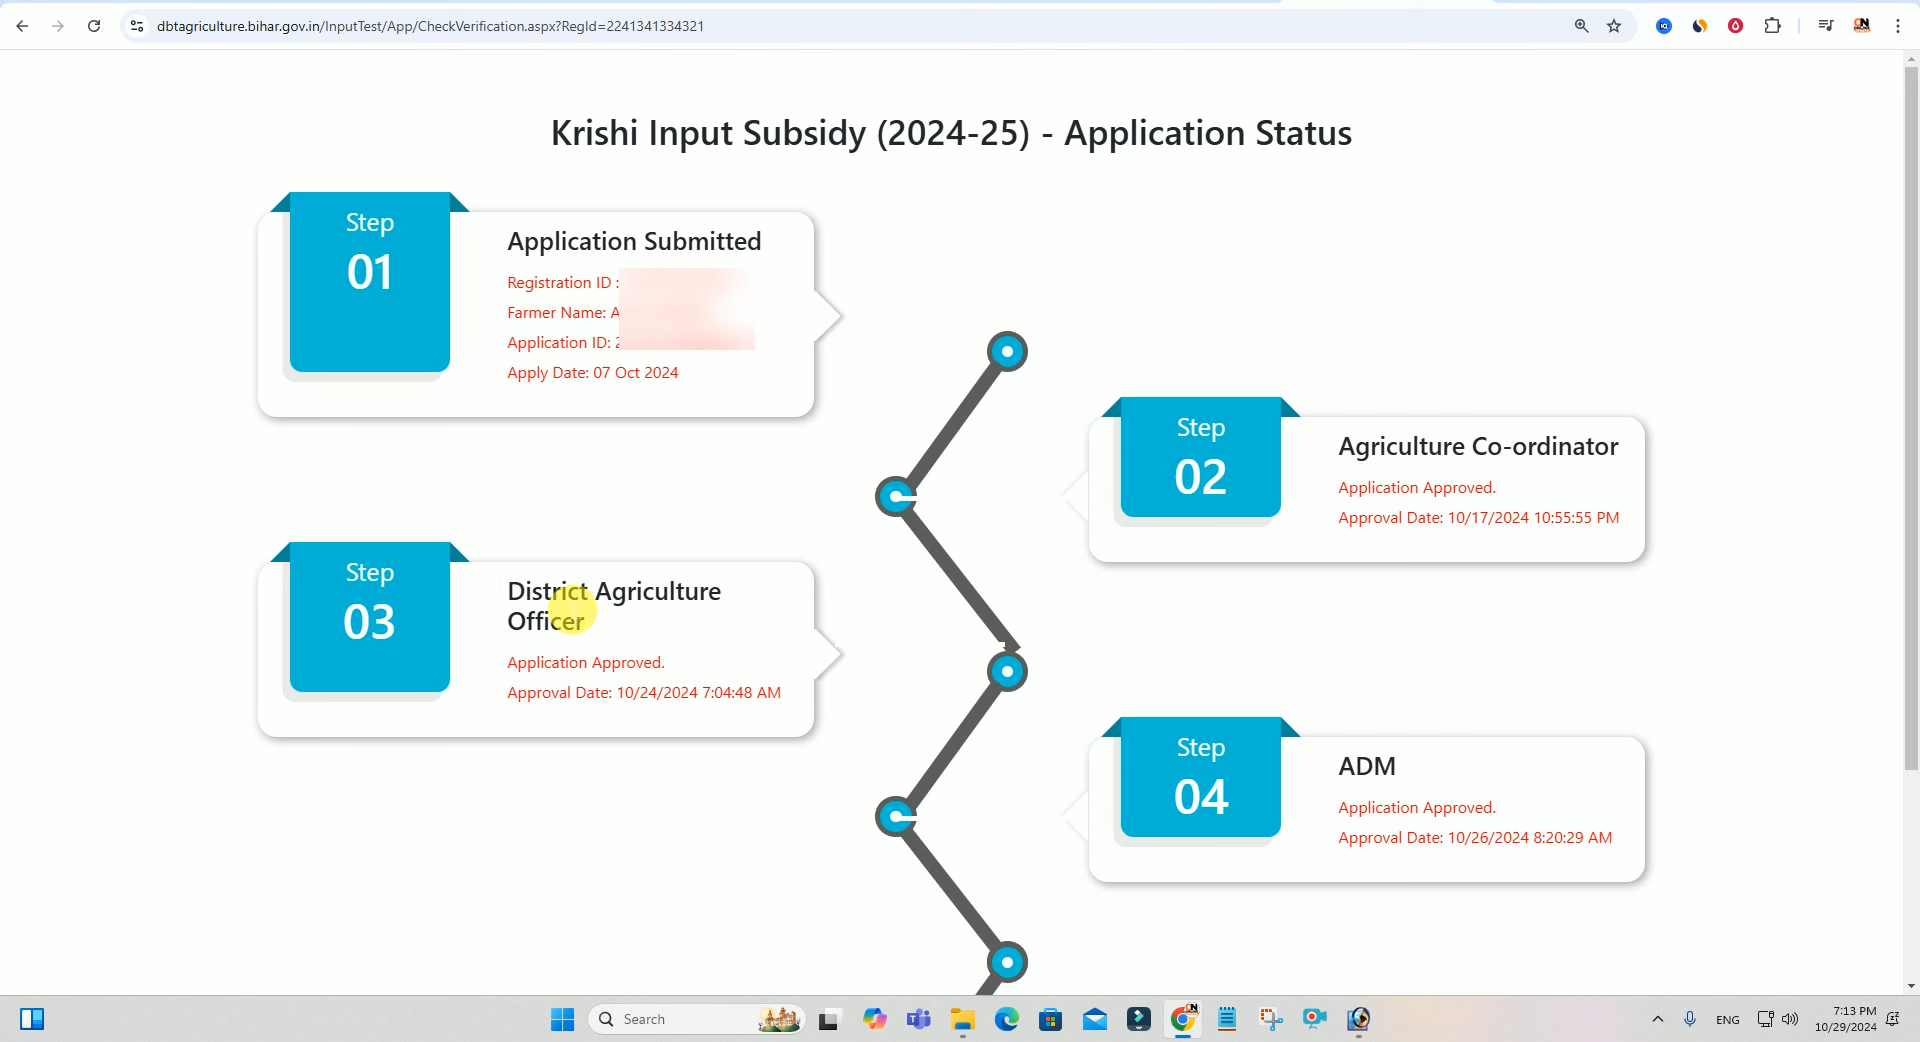 dbtagriculture.bihar.gov.in/InputTest/App/CheckVerification.aspx?RegId=2241341334321
Krishi Input Subsidy (2024-25) - Application Status
Step
01
Application Submitted
Registration ID :
Farmer Name: A
Application ID: 2
Apply Date: 07 Oct 2024
Step
02
Agriculture Co-ordinator
Application Approved.
Approval Date: 10/17/2024 10:55:55 PM
Step
03
District Agriculture
Officer
Application Approved.
Approval Date: 10/24/2024 7:04:48 AM
Step
04
ADM
Application Approved.
Approval Date: 10/26/2024 8:20:29 AM
Search
ENG
7:13 PM
10/29/2024